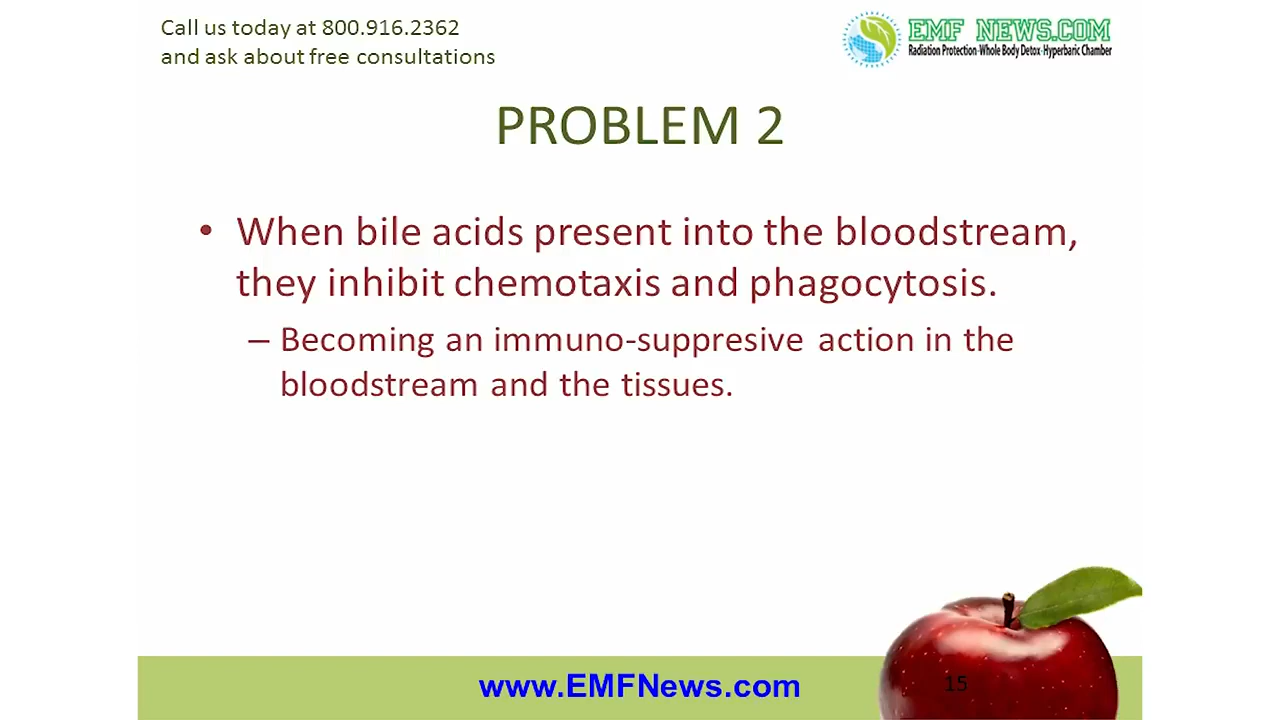 Call us today at 800.916.2362
and ask about free consultations
EMF NEWS.COM
Radiation Protection-Whole Body Detox-Hyperbaric Chamber
PROBLEM 2
• When bile acids present into the bloodstream,
they inhibit chemotaxis and phagocytosis.
– Becoming an immuno-suppresive action in the
bloodstream and the tissues.
www.EMFNews.com
15